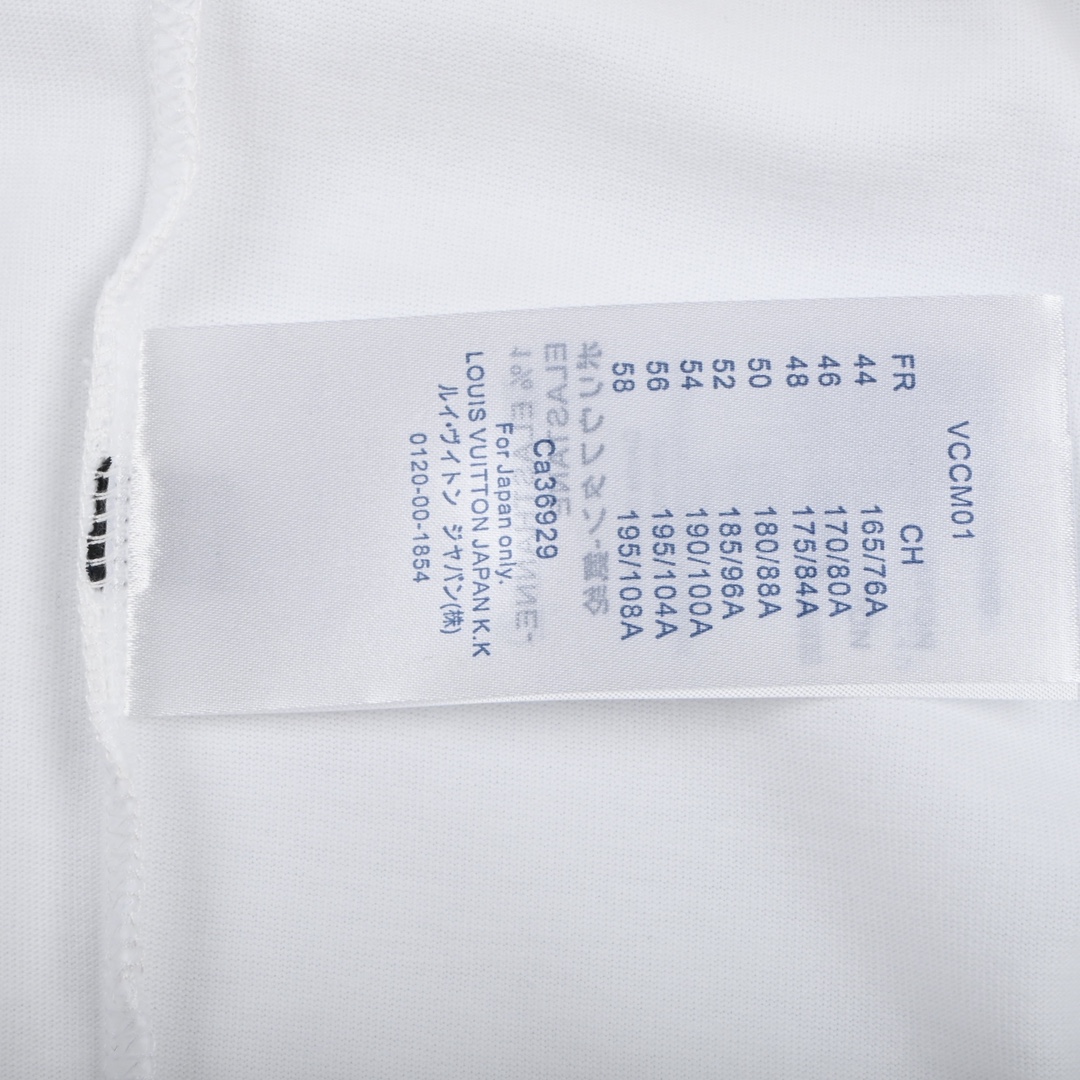 VCCM01
FR CH
44 165/76A
46 170/80A
48 175/84A
50 180/88A
52 185/96A
54 190/100A
56 195/104A
58 195/108A
Ca36929
For Japan only.
LOUIS VUITTON JAPAN K.K
ルイ・ヴィトン ジャパン(株)
0120-00-1854